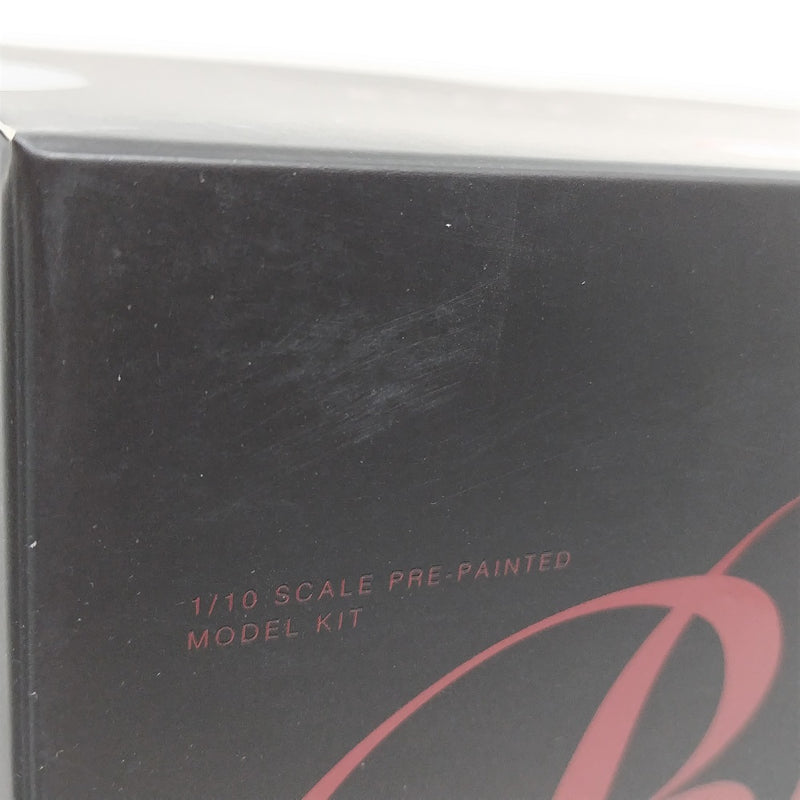 1/10 SCALE PRE-PAINTED
MODEL KIT